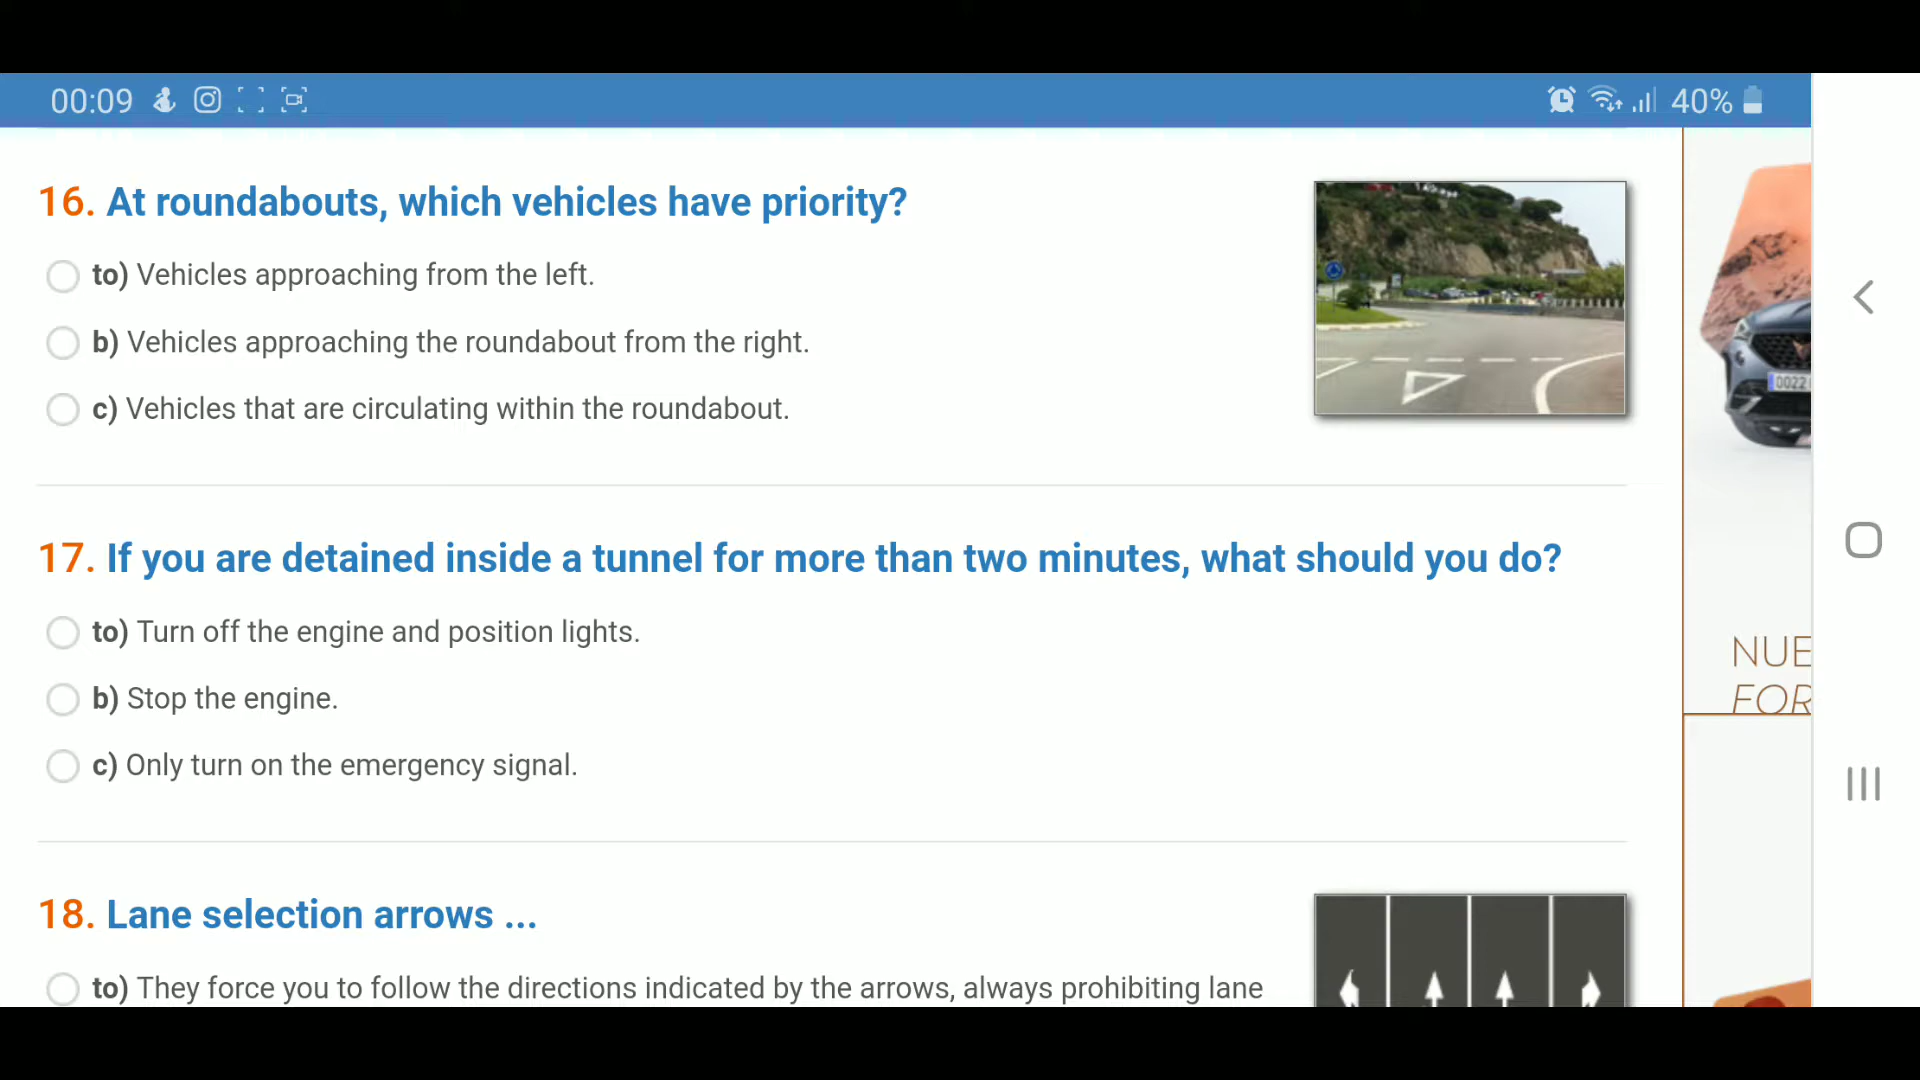 00:09
40%
16. At roundabouts, which vehicles have priority?
to) Vehicles approaching from the left.
b) Vehicles approaching the roundabout from the right.
c) Vehicles that are circulating within the roundabout.
0022
17. If you are detained inside a tunnel for more than two minutes, what should you do?
to) Turn off the engine and position lights.
b) Stop the engine.
c) Only turn on the emergency signal.
NUE
FOR
18. Lane selection arrows ...
to) They force you to follow the directions indicated by the arrows, always prohibiting lane